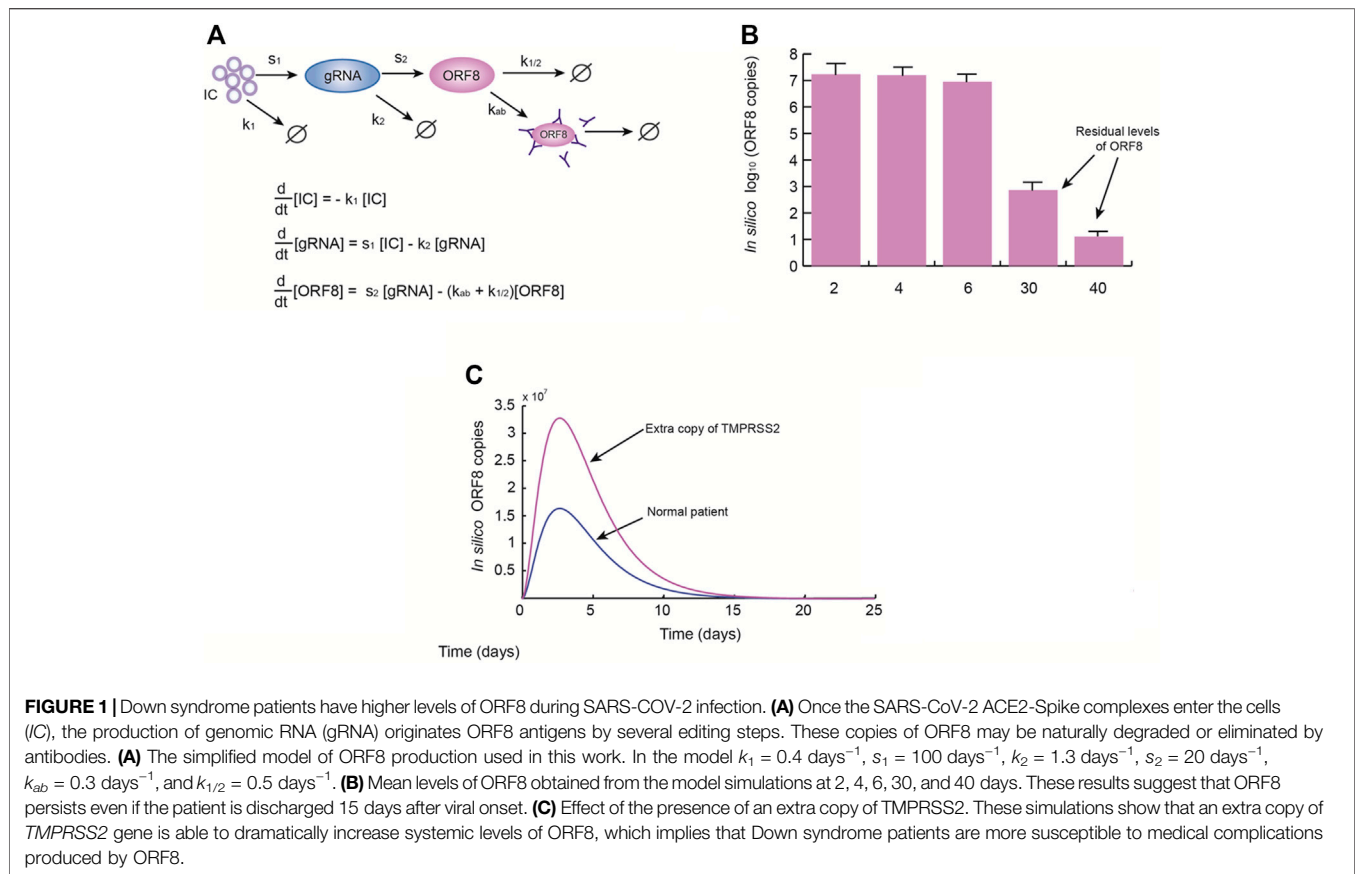 A
IC
s₁
gRNA
s₂
ORF8
k₁/₂
∅
k₁
∅
k₂
∅
kab
ORF8
∅
d/dt [IC] = - k₁ [IC]
d/dt [gRNA] = s₁ [IC] - k₂ [gRNA]
d/dt [ORF8] = s₂ [gRNA] - (kab + k₁/₂)[ORF8]
B
In silico log₁₀ (ORF8 copies)
8
7
6
5
4
3
2
1
0
Residual levels
of ORF8
2 4 6 30 40
C
x 10⁷
In silico ORF8 copies
3.5
3
2.5
2
1.5
1
0.5
Extra copy of TMPRSS2
Normal patient
0 5 10 15 20 25
Time (days)
Time (days)
FIGURE 1 | Down syndrome patients have higher levels of ORF8 during SARS-COV-2 infection. (A) Once the SARS-CoV-2 ACE2-Spike complexes enter the cells
(IC), the production of genomic RNA (gRNA) originates ORF8 antigens by several editing steps. These copies of ORF8 may be naturally degraded or eliminated by
antibodies. (A) The simplified model of ORF8 production used in this work. In the model k₁ = 0.4 days⁻¹, s₁ = 100 days⁻¹, k₂ = 1.3 days⁻¹, s₂ = 20 days⁻¹,
kab = 0.3 days⁻¹, and k₁/₂ = 0.5 days⁻¹. (B) Mean levels of ORF8 obtained from the model simulations at 2, 4, 6, 30, and 40 days. These results suggest that ORF8
persists even if the patient is discharged 15 days after viral onset. (C) Effect of the presence of an extra copy of TMPRSS2. These simulations show that an extra copy of
TMPRSS2 gene is able to dramatically increase systemic levels of ORF8, which implies that Down syndrome patients are more susceptible to medical complications
produced by ORF8.